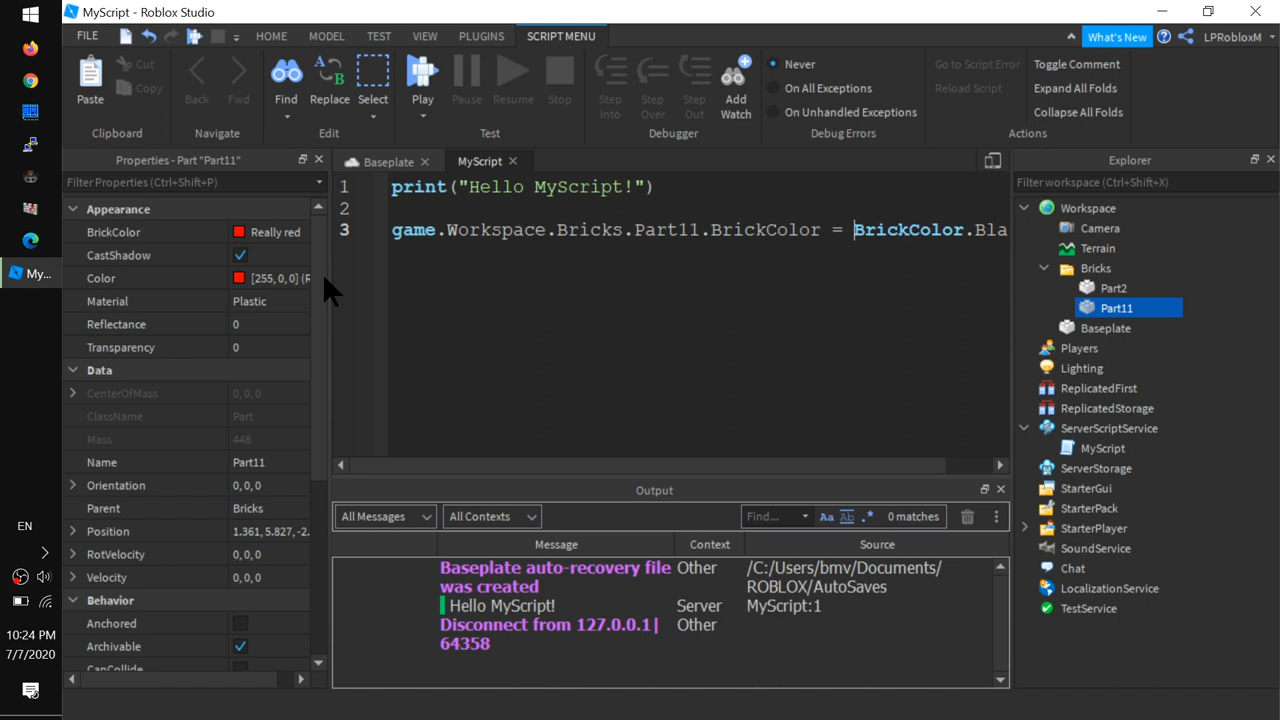 MyScript - Roblox Studio
FILE
HOME
MODEL
TEST
VIEW
PLUGINS
SCRIPT MENU
What's New
LPRobloxM
Paste
Cut
Copy
Clipboard
Back
Fwd
Navigate
Find
Replace
Select
Edit
Play
Pause
Resume
Stop
Test
Step Into
Step Over
Step Out
Add Watch
Debugger
Never
On All Exceptions
On Unhandled Exceptions
Debug Errors
Go to Script Error
Reload Script
Toggle Comment
Expand All Folds
Collapse All Folds
Actions
Properties - Part "Part11"
Filter Properties (Ctrl+Shift+P)
Appearance
BrickColor Really red
CastShadow
Color [255, 0, 0] (R
Material Plastic
Reflectance 0
Transparency 0
Data
CenterOfMass 0, 0, 0
ClassName Part
Mass 448
Name Part11
Orientation 0, 0, 0
Parent Bricks
Position 1.361, 5.827, -2.
RotVelocity 0, 0, 0
Velocity 0, 0, 0
Behavior
Anchored
Archivable
CanCollide
Baseplate
MyScript
1 print("Hello MyScript!")
2
3 game.Workspace.Bricks.Part11.BrickColor = BrickColor.Bla
Output
All Messages
All Contexts
Find...
Aa
Ab
.*
0 matches
Message Context Source
Baseplate auto-recovery file Other /C:/Users/bmv/Documents/
was created ROBLOX/AutoSaves
Hello MyScript! Server MyScript:1
Disconnect from 127.0.0.1| Other
64358
Explorer
Filter workspace (Ctrl+Shift+X)
Workspace
Camera
Terrain
Bricks
Part2
Part11
Baseplate
Players
Lighting
ReplicatedFirst
ReplicatedStorage
ServerScriptService
MyScript
ServerStorage
StarterGui
StarterPack
StarterPlayer
SoundService
Chat
LocalizationService
TestService
My...
EN
10:24 PM
7/7/2020